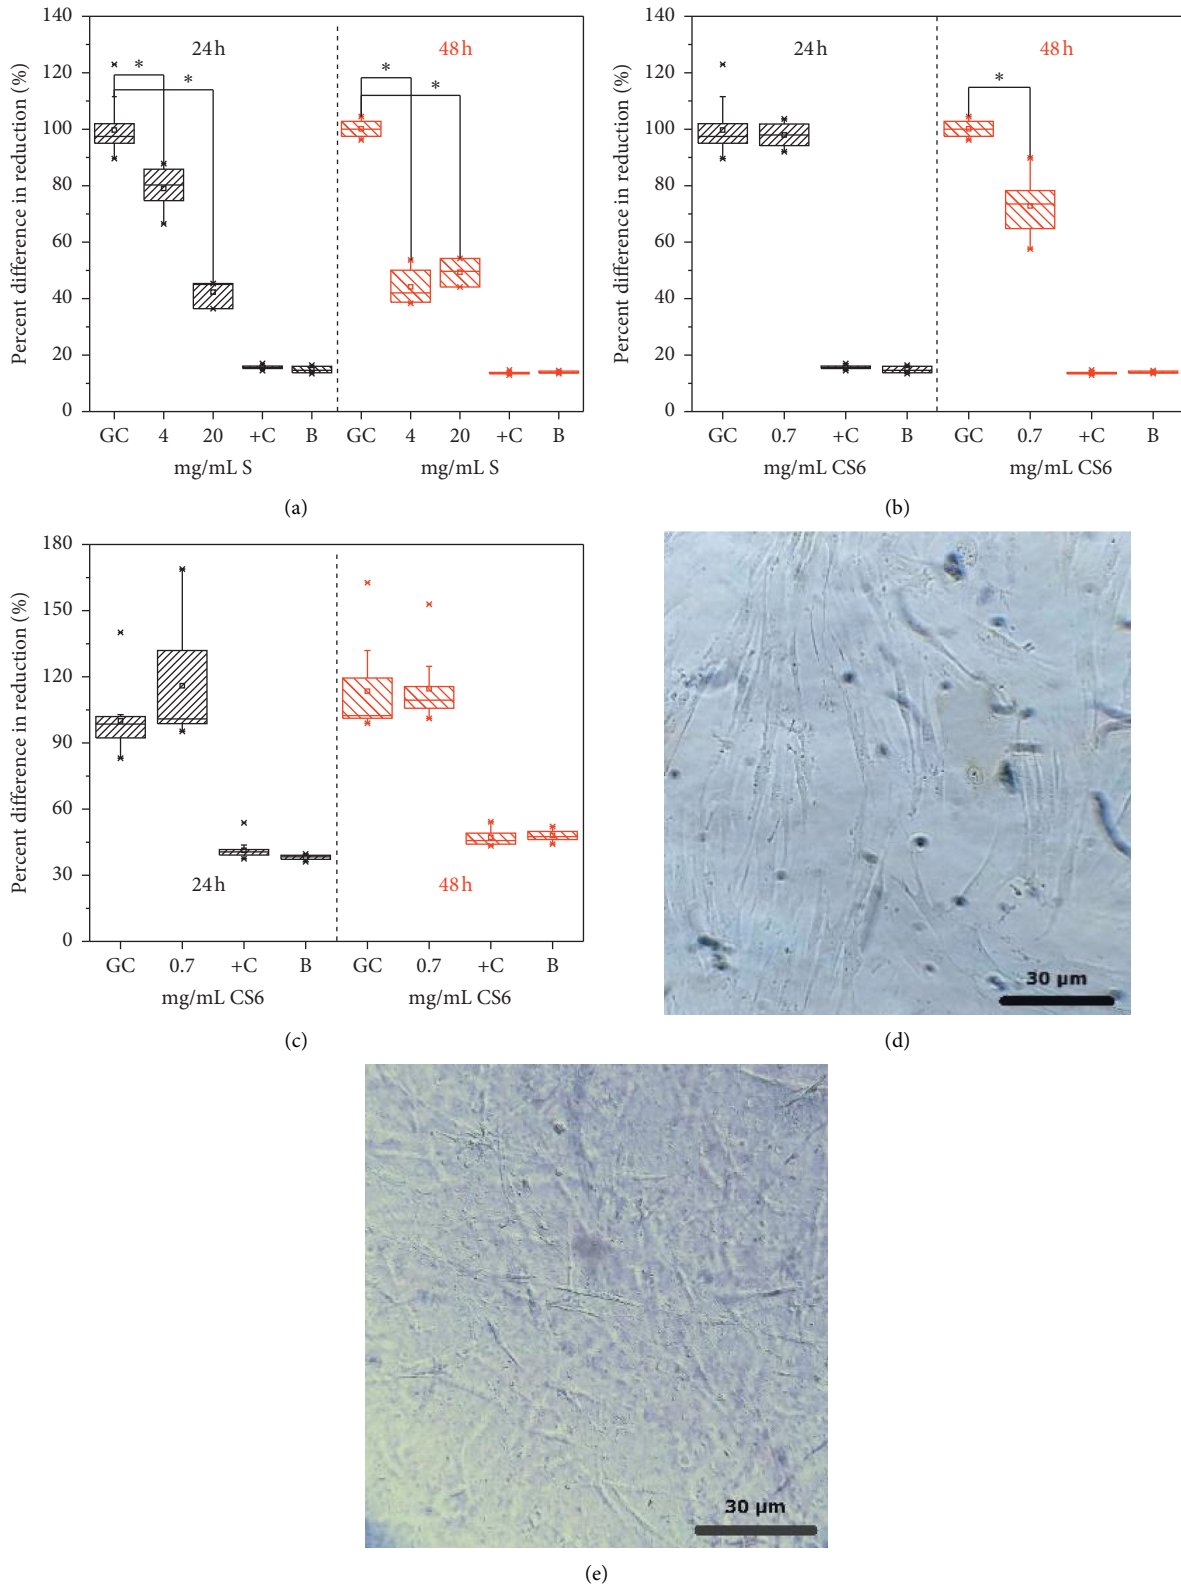 140
120
100
80
60
40
20
0
Percent difference in reduction (%)
24 h
48 h
* * * *
GC 4 20 +C B GC 4 20 +C B
mg/mL S mg/mL S
(a)
140
120
100
80
60
40
20
0
Percent difference in reduction (%)
24 h
48 h
*
GC 0.7 +C B GC 0.7 +C B
mg/mL CS6 mg/mL CS6
(b)
180
150
120
90
60
30
0
Percent difference in reduction (%)
24 h
48 h
GC 0.7 +C B GC 0.7 +C B
mg/mL CS6 mg/mL CS6
(c)
30 µm
(d)
30 µm
(e)